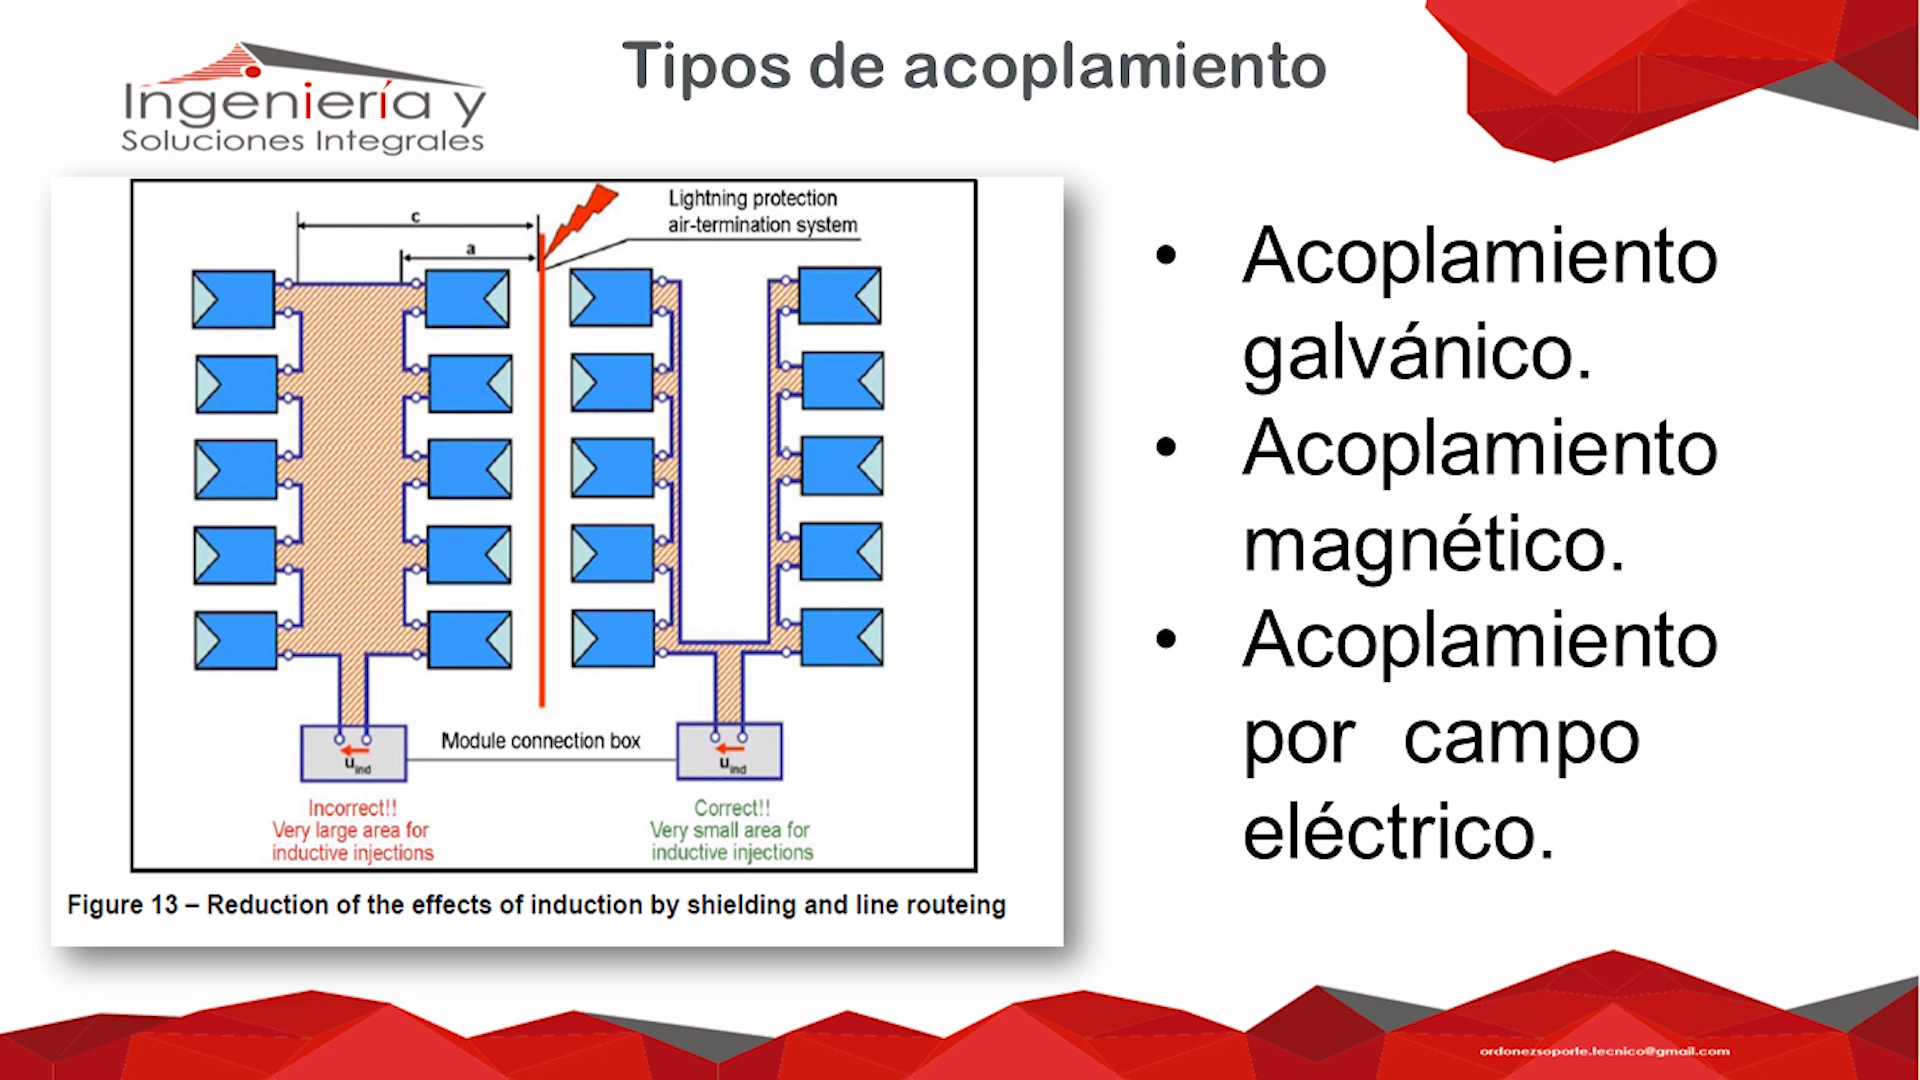 Tipos de acoplamiento
Ingeniería y
Soluciones Integrales
Lightning protection
air-termination system
c
a
Module connection box
uind
uind
Incorrect!!
Very large area for
inductive injections
Correct!!
Very small area for
inductive injections
Figure 13 – Reduction of the effects of induction by shielding and line routeing
• Acoplamiento
galvánico.
• Acoplamiento
magnético.
• Acoplamiento
por campo
eléctrico.
ordonezsoporte.tecnico@gmail.com